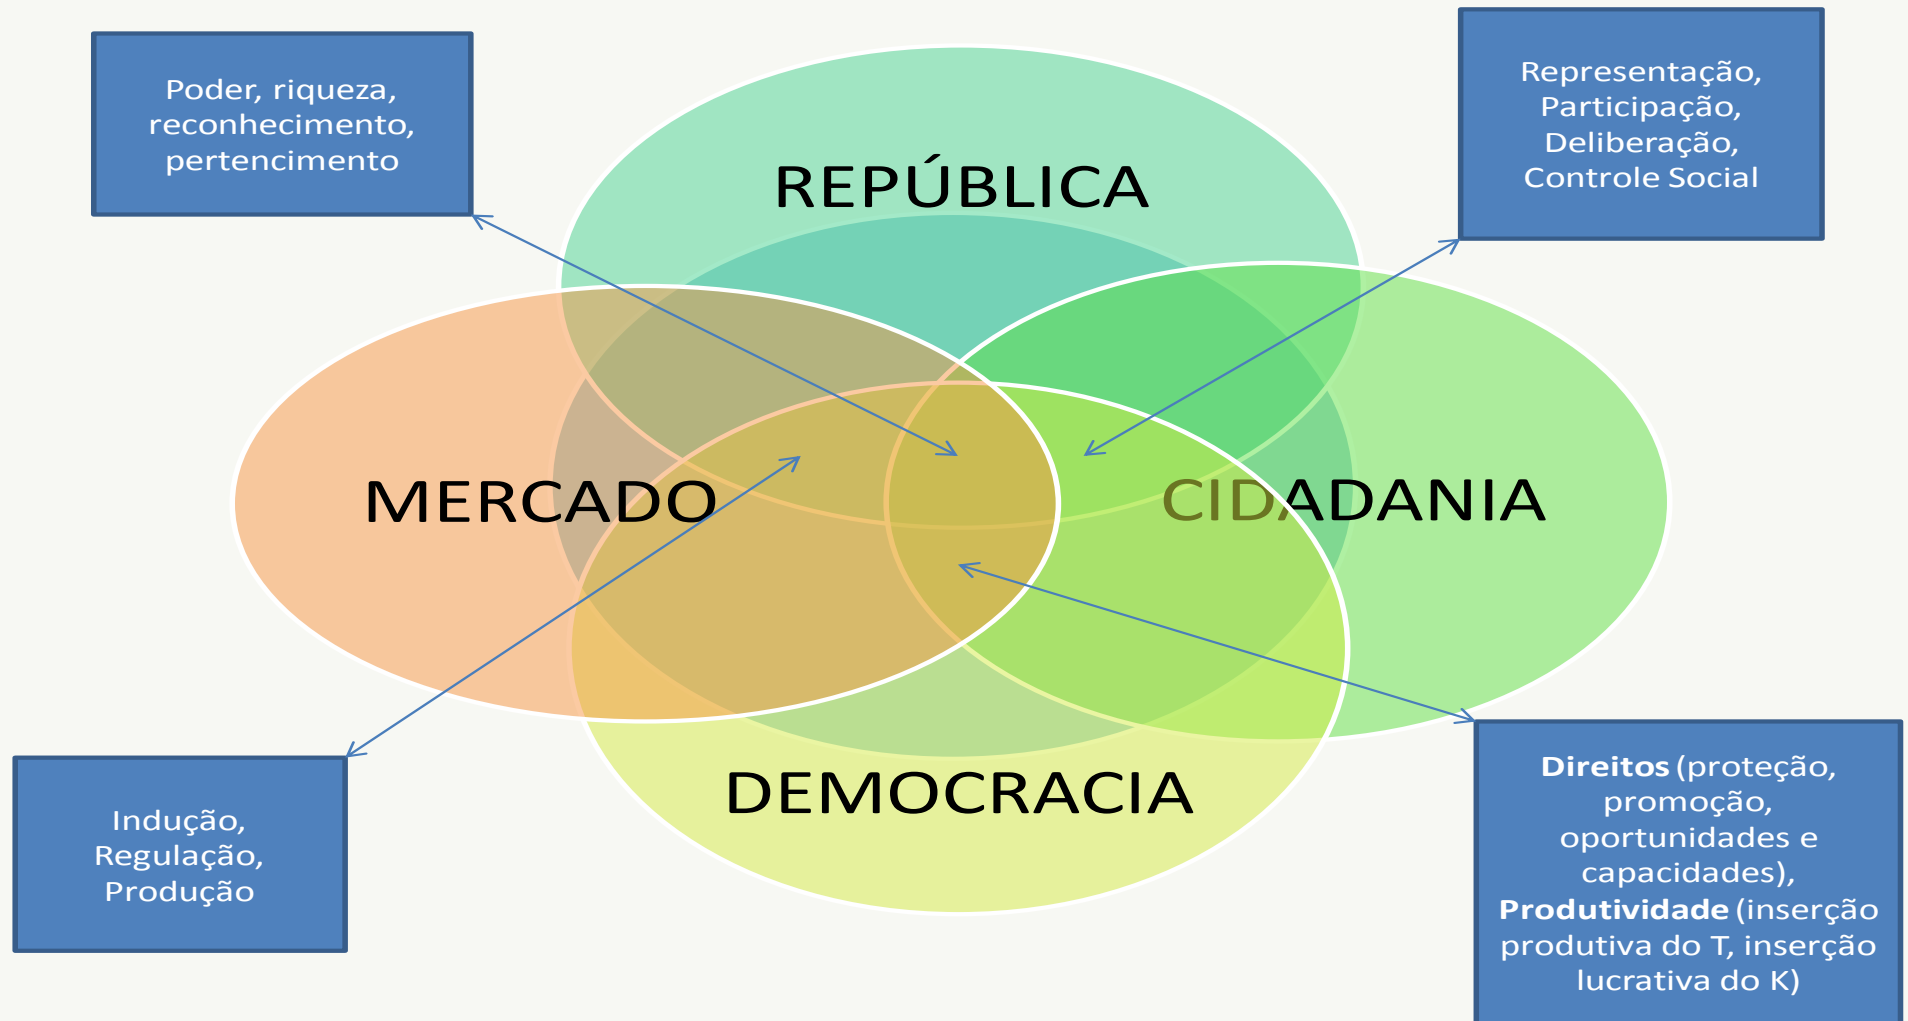 Poder, riqueza,
reconhecimento,
pertencimento
Representação,
Participação,
Deliberação,
Controle Social
REPÚBLICA
MERCADO
CIDADANIA
DEMOCRACIA
Indução,
Regulação,
Produção
Direitos (proteção,
promoção,
oportunidades e
capacidades),
Produtividade (inserção
produtiva do T, inserção
lucrativa do K)